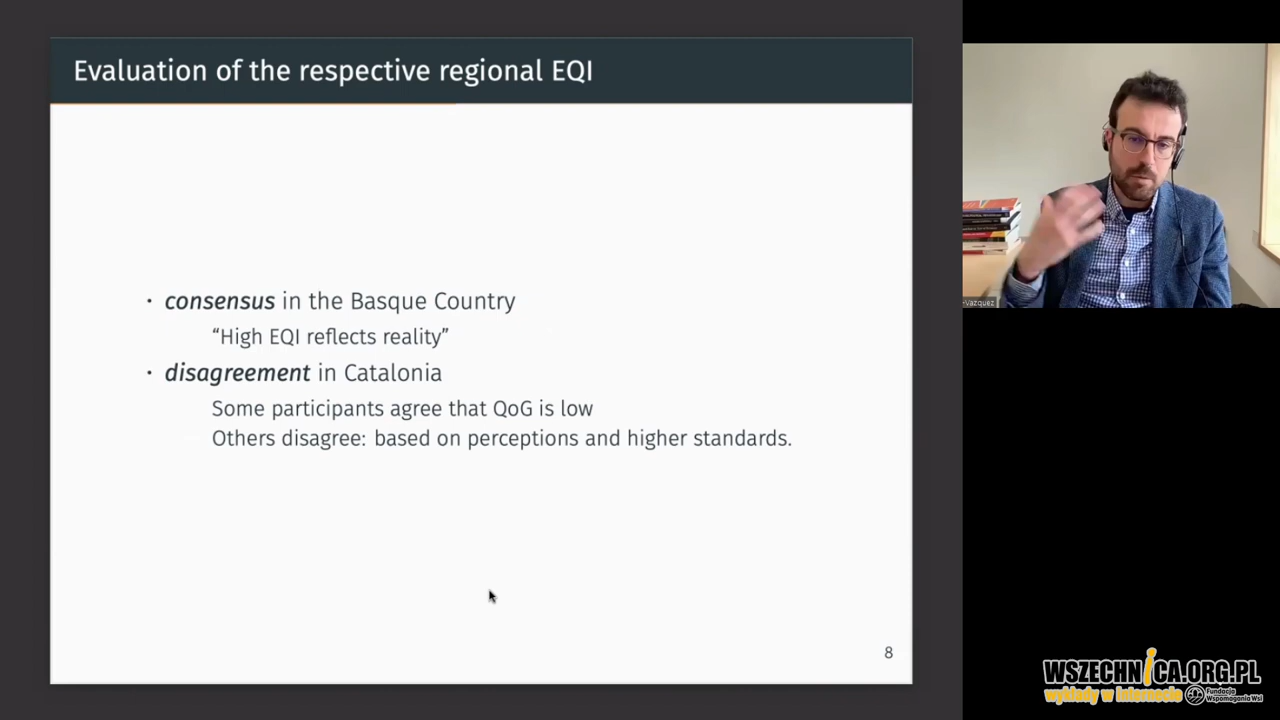 Evaluation of the respective regional EQI
· consensus in the Basque Country
“High EQI reflects reality”
· disagreement in Catalonia
Some participants agree that QoG is low
Others disagree: based on perceptions and higher standards.
8
-Vazquez
WSZECHNICA.ORG.PL
wykłady w internecie
Fundacja
Wspomagania Wsi